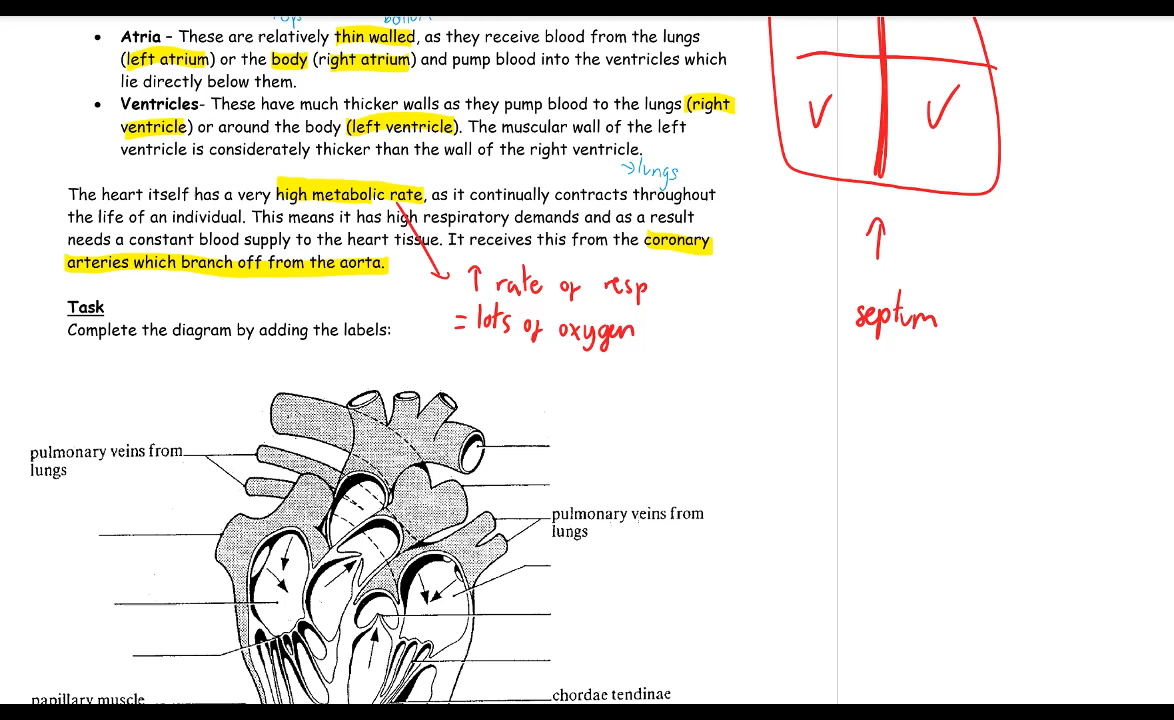 • Atria – These are relatively thin walled, as they receive blood from the lungs
(left atrium) or the body (right atrium) and pump blood into the ventricles which
lie directly below them.
• Ventricles- These have much thicker walls as they pump blood to the lungs (right
ventricle) or around the body (left ventricle). The muscular wall of the left
ventricle is considerately thicker than the wall of the right ventricle.
→lungs
The heart itself has a very high metabolic rate, as it continually contracts throughout
the life of an individual. This means it has high respiratory demands and as a result
needs a constant blood supply to the heart tissue. It receives this from the coronary
arteries which branch off from the aorta.
↑ rate of resp
= lots of oxygen
V V
↑
septum
Task
Complete the diagram by adding the labels:
pulmonary veins from
lungs
pulmonary veins from
lungs
papillary muscle
chordae tendinae